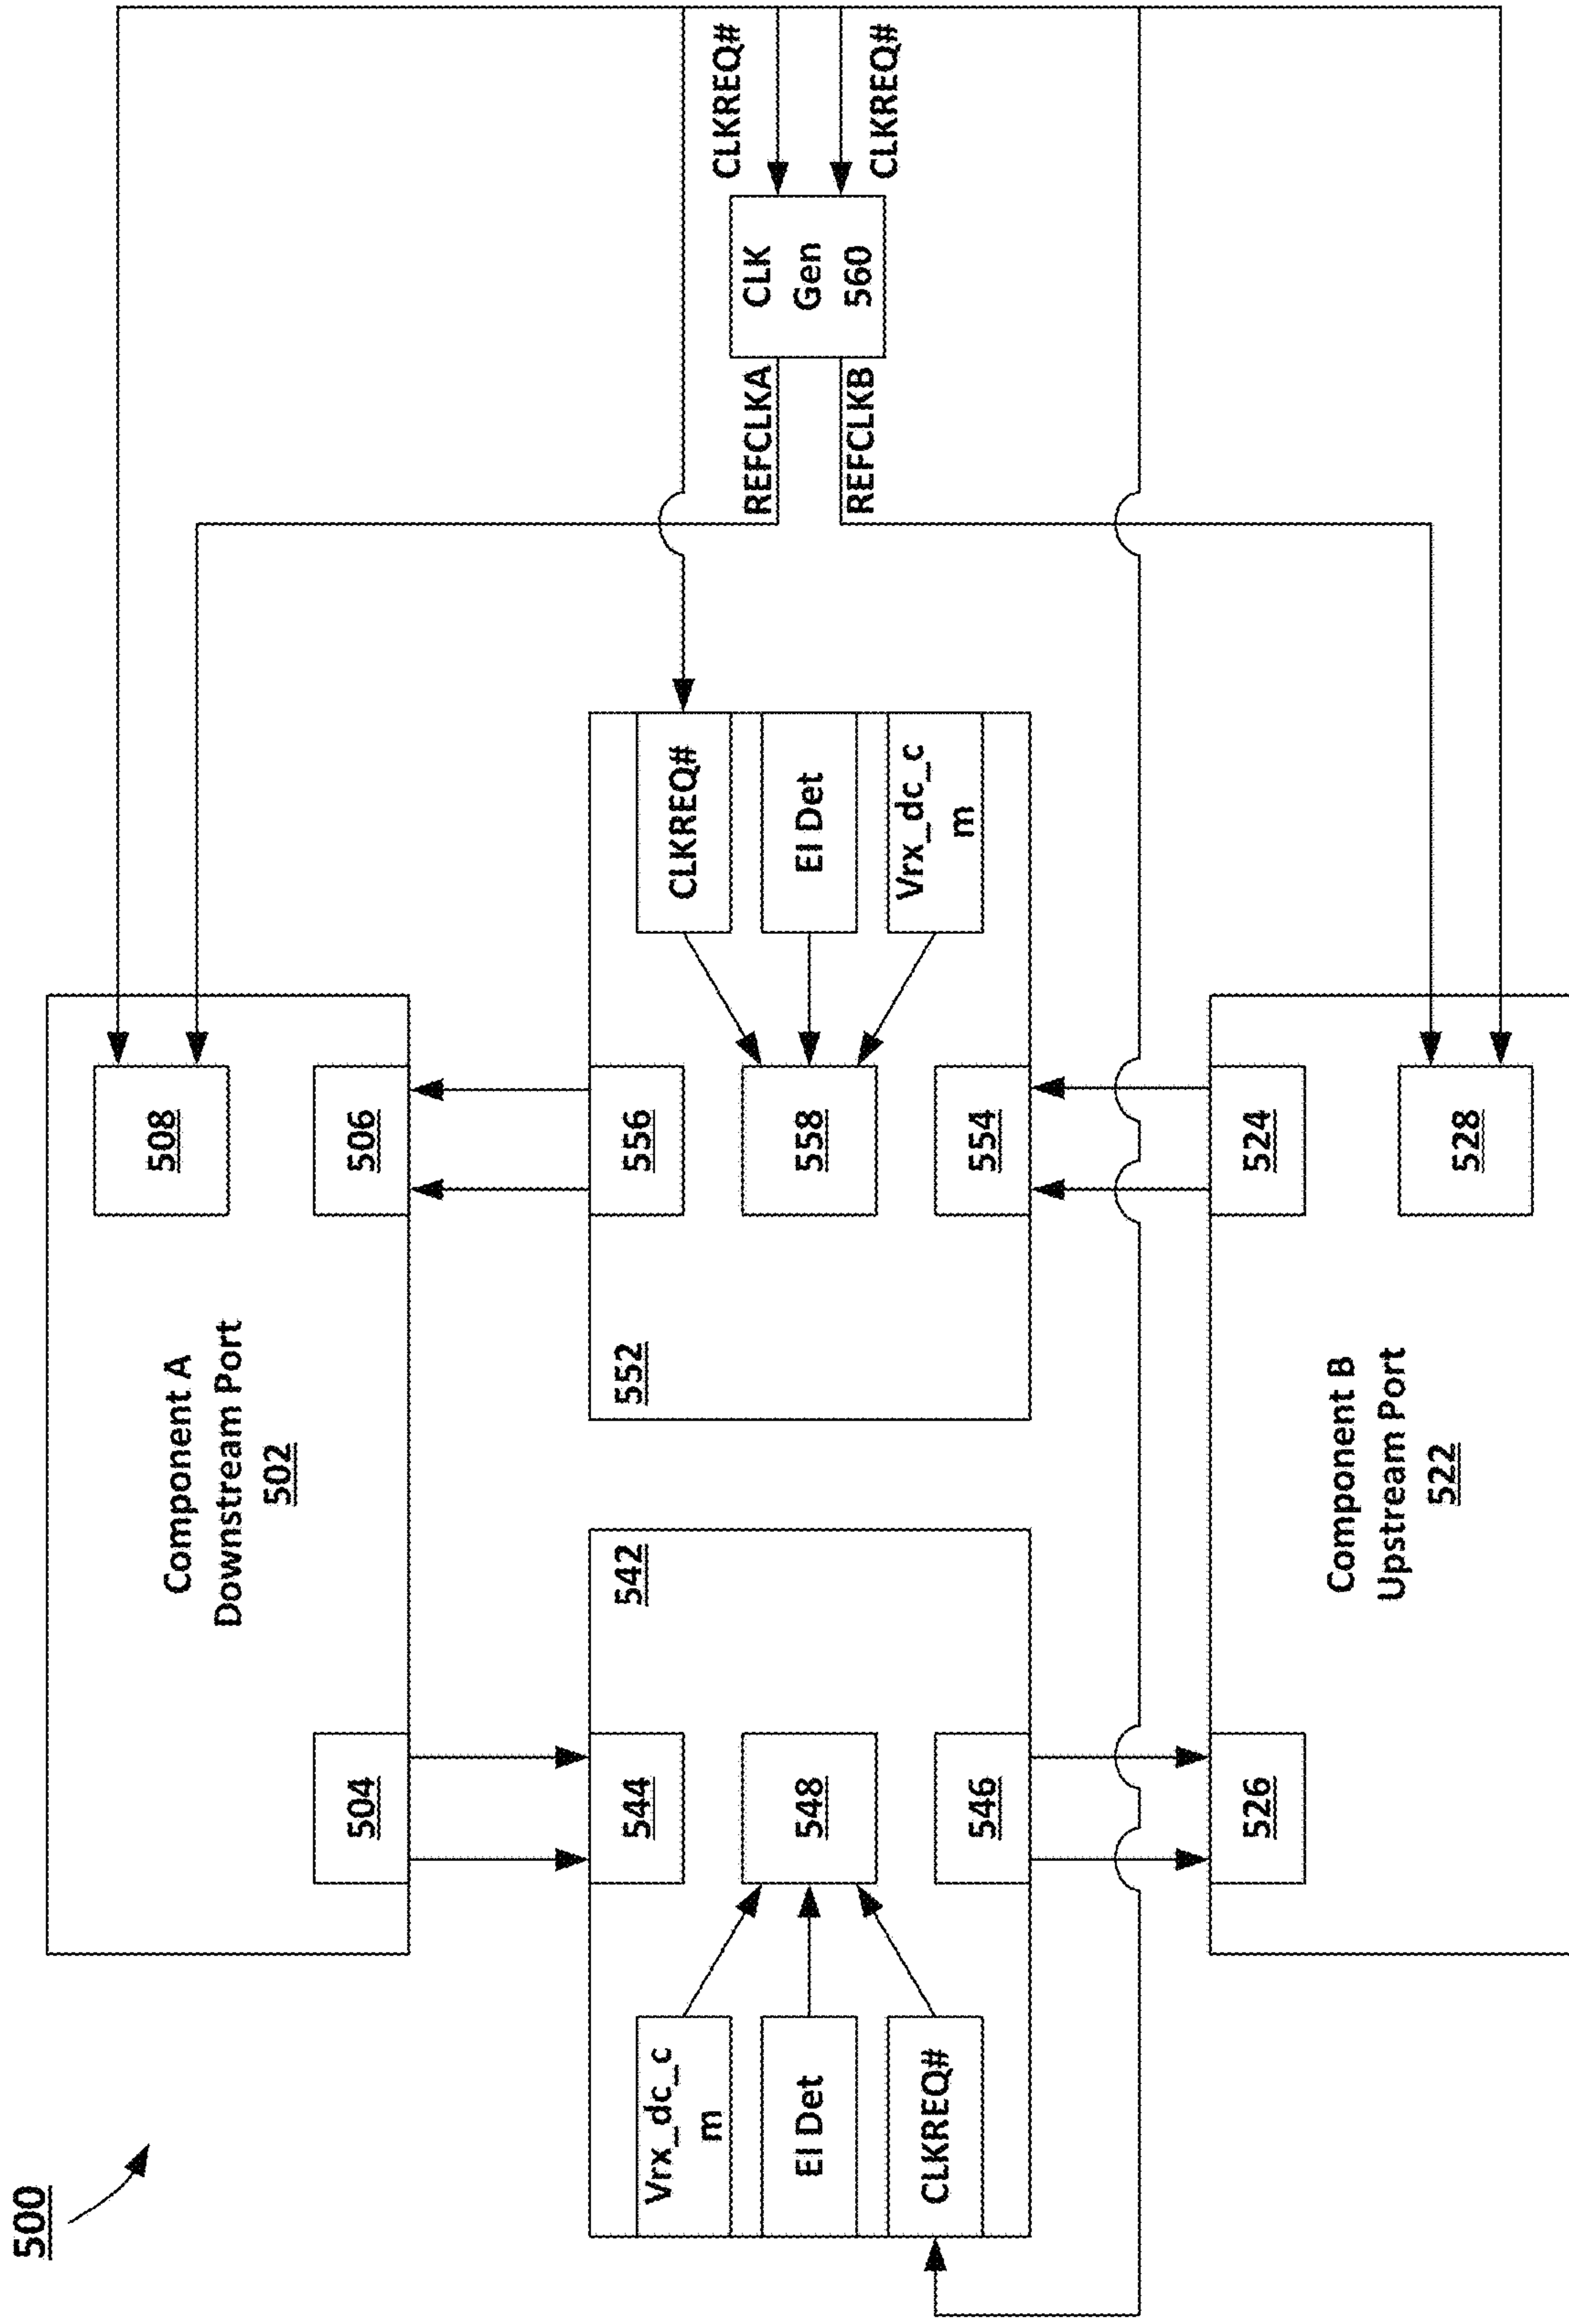 500
Component A
Downstream Port
502
504
506
508
542
544
548
546
Vrx_dc_c
m
EI Det
CLKREQ#
552
556
558
554
CLKREQ#
EI Det
Vrx_dc_c
m
REFCLKA
REFCLKB
CLK
Gen
560
CLKREQ#
CLKREQ#
Component B
Upstream Port
522
526
524
528